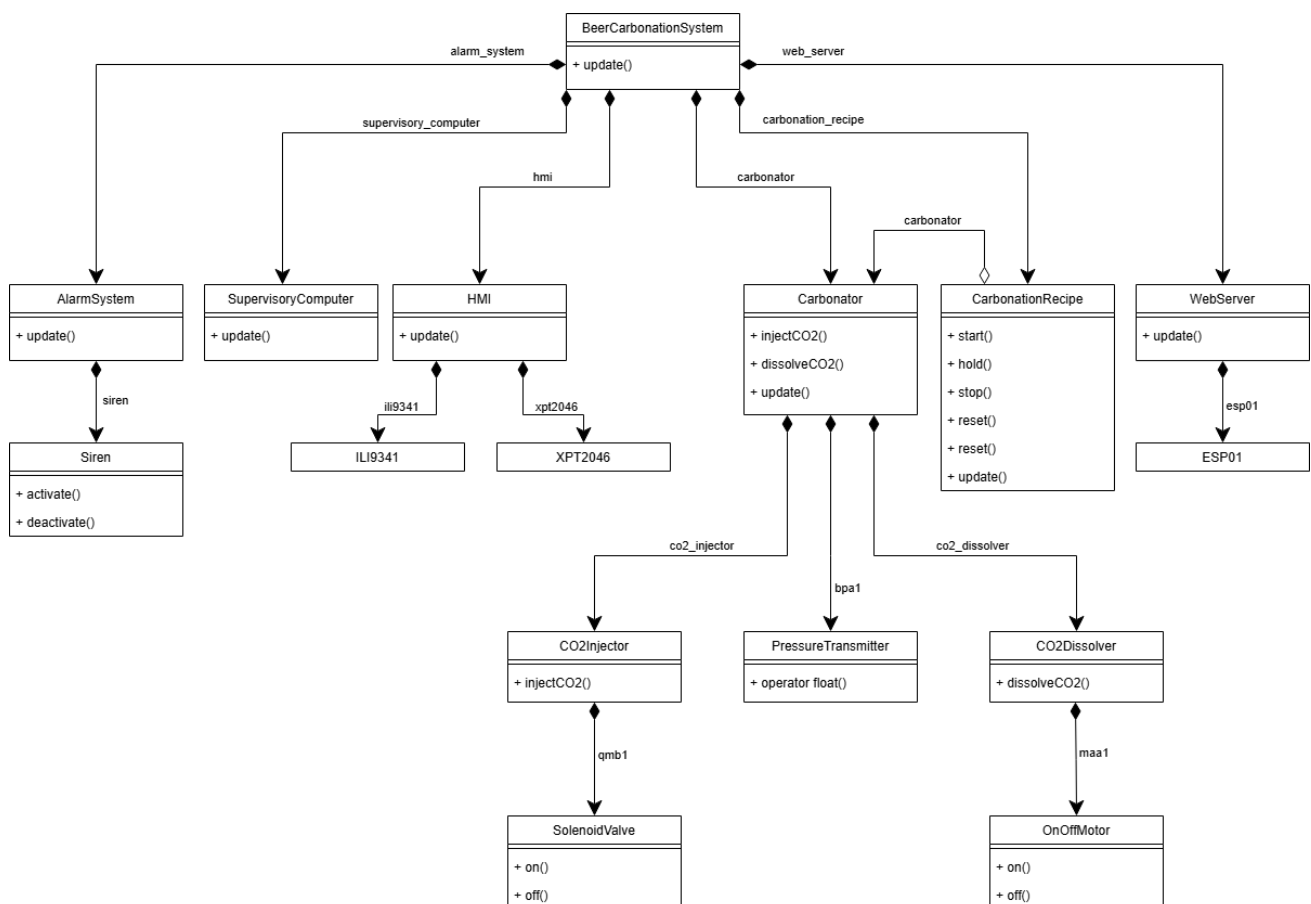 BeerCarbonationSystem
+ update()
alarm_system
web_server
supervisory_computer
carbonation_recipe
hmi
carbonator
carbonator
AlarmSystem
+ update()
SupervisoryComputer
+ update()
HMI
+ update()
Carbonator
+ injectCO2()
+ dissolveCO2()
+ update()
CarbonationRecipe
+ start()
+ hold()
+ stop()
+ reset()
+ reset()
+ update()
WebServer
+ update()
siren
ili9341
xpt2046
esp01
Siren
+ activate()
+ deactivate()
ILI9341
XPT2046
ESP01
co2_injector
bpa1
co2_dissolver
CO2Injector
+ injectCO2()
PressureTransmitter
+ operator float()
CO2Dissolver
+ dissolveCO2()
qmb1
maa1
SolenoidValve
+ on()
+ off()
OnOffMotor
+ on()
+ off()